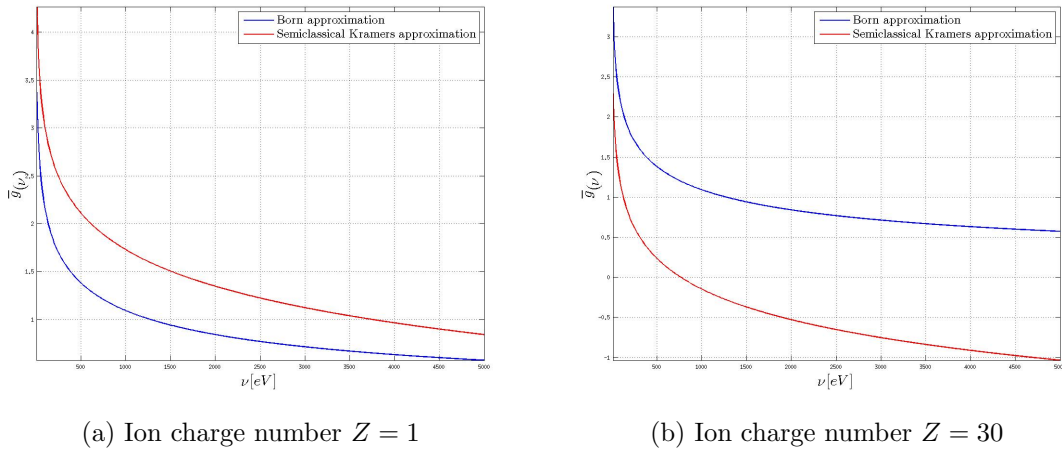 Born approximation
Semiclassical Kramers approximation
4
3.5
3
2.5
2
1.5
1
g̅(ν)
500 1000 1500 2000 2500 3000 3500 4000 4500 5000
ν[eV]
(a) Ion charge number Z = 1
Born approximation
Semiclassical Kramers approximation
3
2.5
2
1.5
1
0.5
0
-0.5
-1
g̅(ν)
500 1000 1500 2000 2500 3000 3500 4000 4500 5000
ν[eV]
(b) Ion charge number Z = 30